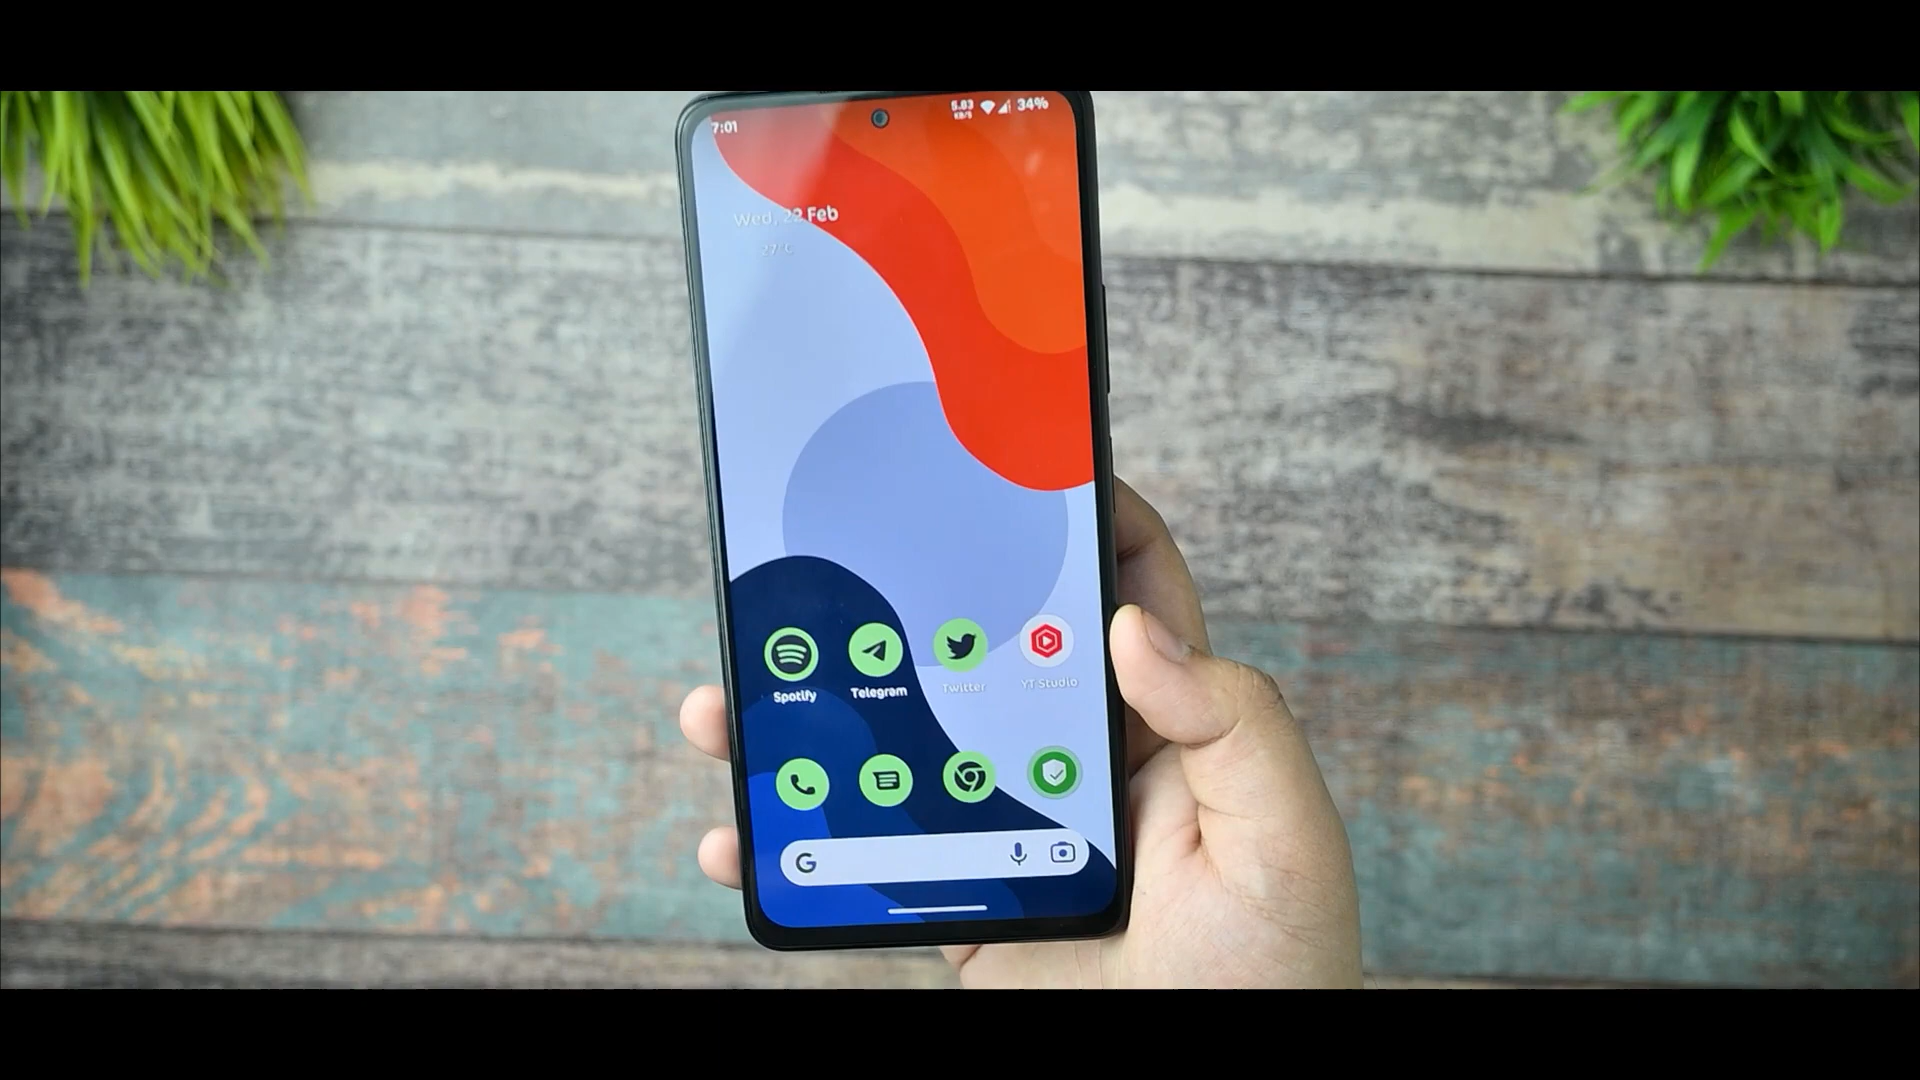 7:01
5.83
KB/S
34%
Wed, 22 Feb
27°C
Spotify
Telegram
Twitter
YT Studio
G